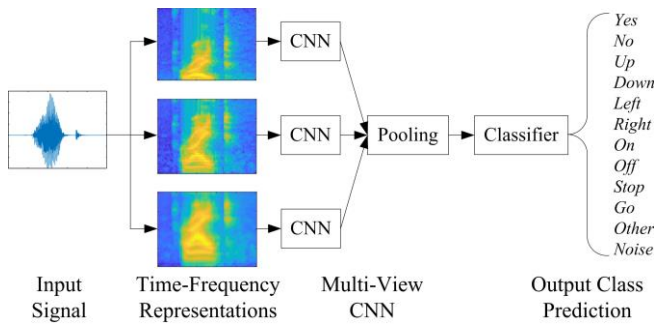 CNN
CNN
CNN
Pooling
Classifier
Yes
No
Up
Down
Left
Right
On
Off
Stop
Go
Other
Noise
Input
Signal
Time-Frequency
Representations
Multi-View
CNN
Output Class
Prediction